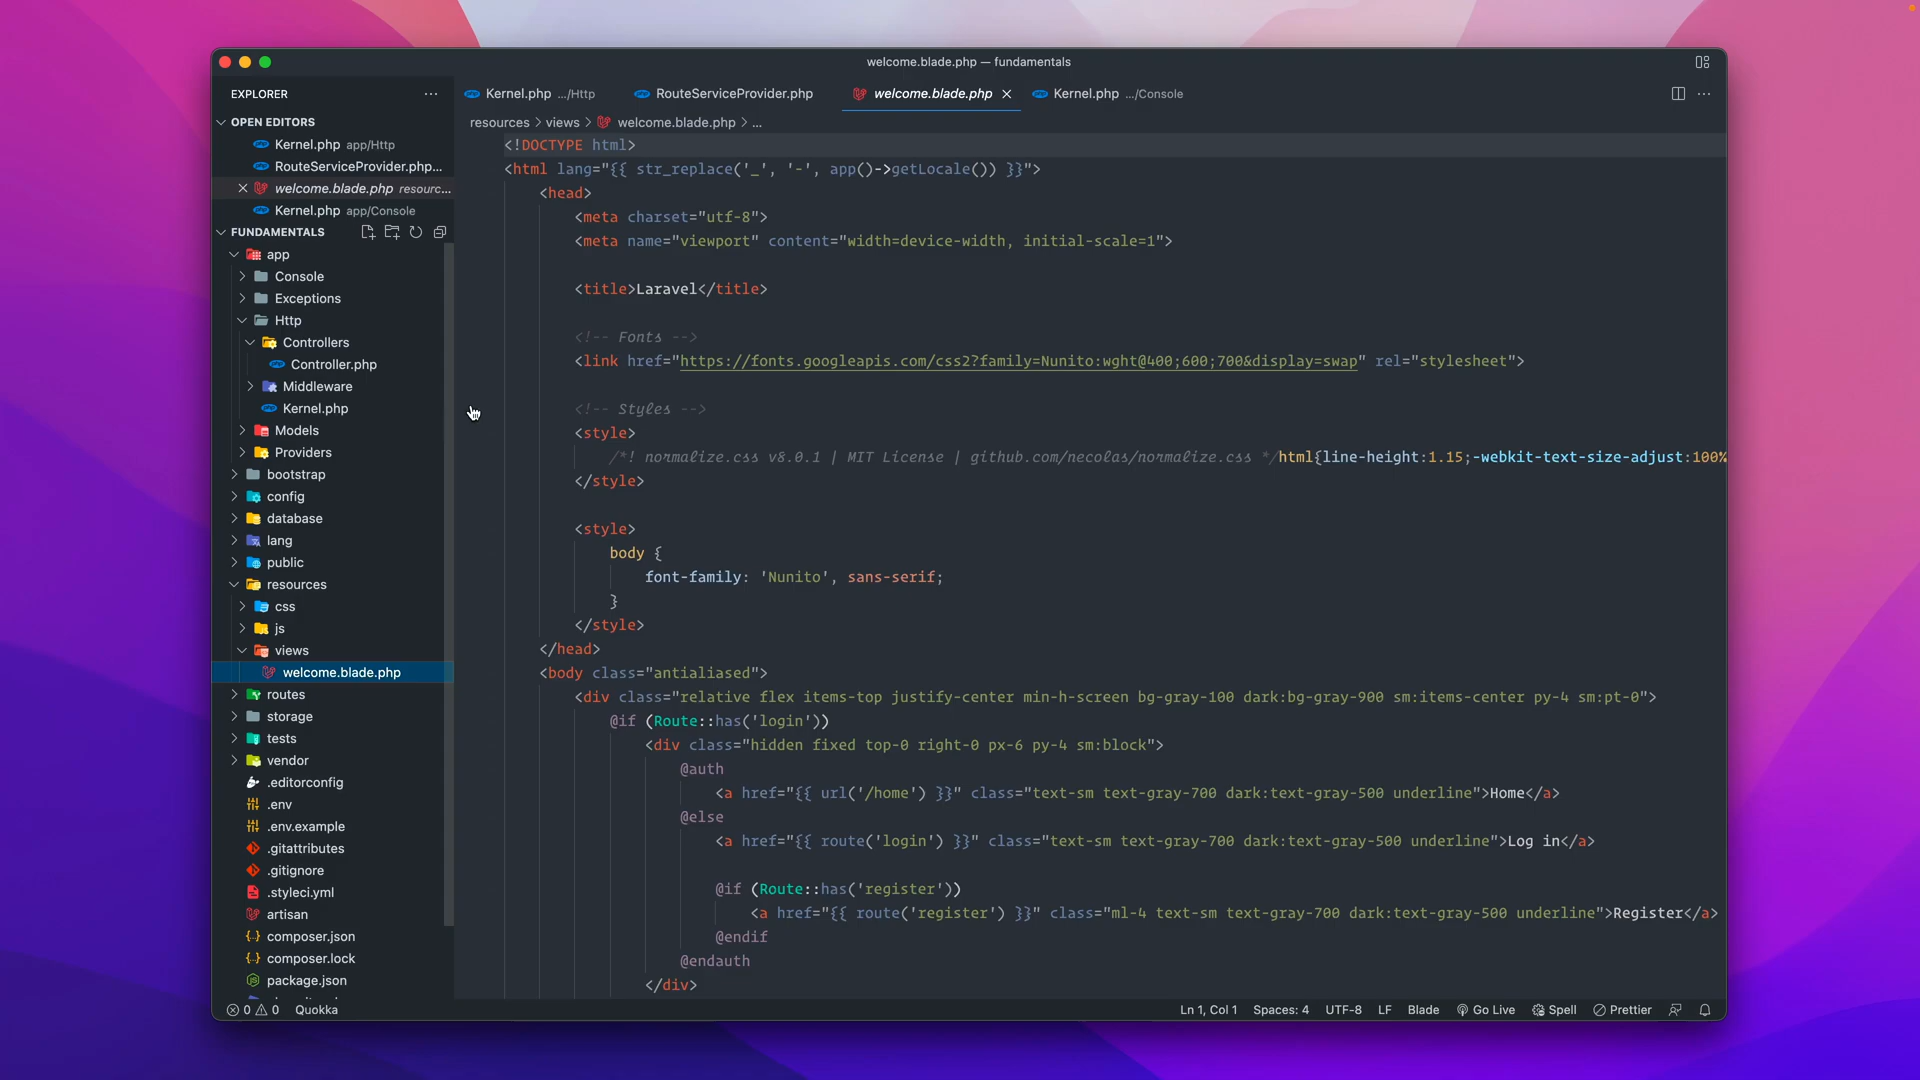 welcome.blade.php — fundamentals
EXPLORER
Kernel.php .../Http
RouteServiceProvider.php
welcome.blade.php
Kernel.php .../Console
OPEN EDITORS
Kernel.php app/Http
RouteServiceProvider.php...
welcome.blade.php resourc...
Kernel.php app/Console
FUNDAMENTALS
app
Console
Exceptions
Http
Controllers
Controller.php
Middleware
Kernel.php
Models
Providers
bootstrap
config
database
lang
public
resources
css
js
views
welcome.blade.php
routes
storage
tests
vendor
.editorconfig
.env
.env.example
.gitattributes
.gitignore
.styleci.yml
artisan
composer.json
composer.lock
package.json
resources > views > welcome.blade.php > ...
<!DOCTYPE html>
<html lang="{{ str_replace('_', '-', app()->getLocale()) }}">
<head>
<meta charset="utf-8">
<meta name="viewport" content="width=device-width, initial-scale=1">
<title>Laravel</title>
<!-- Fonts -->
<link href="https://fonts.googleapis.com/css2?family=Nunito:wght@400;600;700&display=swap" rel="stylesheet">
<!-- Styles -->
<style>
/*! normalize.css v8.0.1 | MIT License | github.com/necolas/normalize.css */html{line-height:1.15;-webkit-text-size-adjust:100%
</style>
<style>
body {
font-family: 'Nunito', sans-serif;
}
</style>
</head>
<body class="antialiased">
<div class="relative flex items-top justify-center min-h-screen bg-gray-100 dark:bg-gray-900 sm:items-center py-4 sm:pt-0">
@if (Route::has('login'))
<div class="hidden fixed top-0 right-0 px-6 py-4 sm:block">
@auth
<a href="{{ url('/home') }}" class="text-sm text-gray-700 dark:text-gray-500 underline">Home</a>
@else
<a href="{{ route('login') }}" class="text-sm text-gray-700 dark:text-gray-500 underline">Log in</a>
@if (Route::has('register'))
<a href="{{ route('register') }}" class="ml-4 text-sm text-gray-700 dark:text-gray-500 underline">Register</a>
@endif
@endauth
</div>
0 0 Quokka
Ln 1, Col 1 Spaces: 4 UTF-8 LF Blade Go Live Spell Prettier